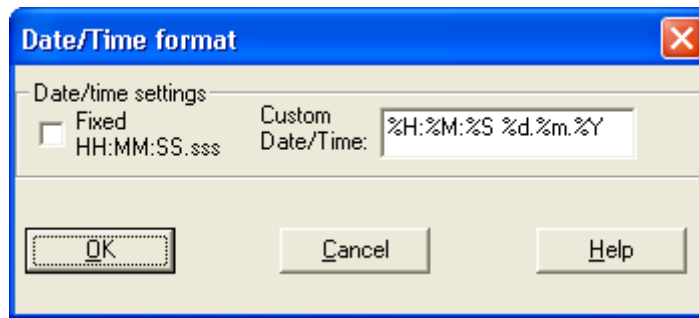 Date/Time format
Date/time settings
Fixed
HH:MM:SS.sss
Custom
Date/Time:
%H:%M:%S %d.%m.%Y
OK
Cancel
Help